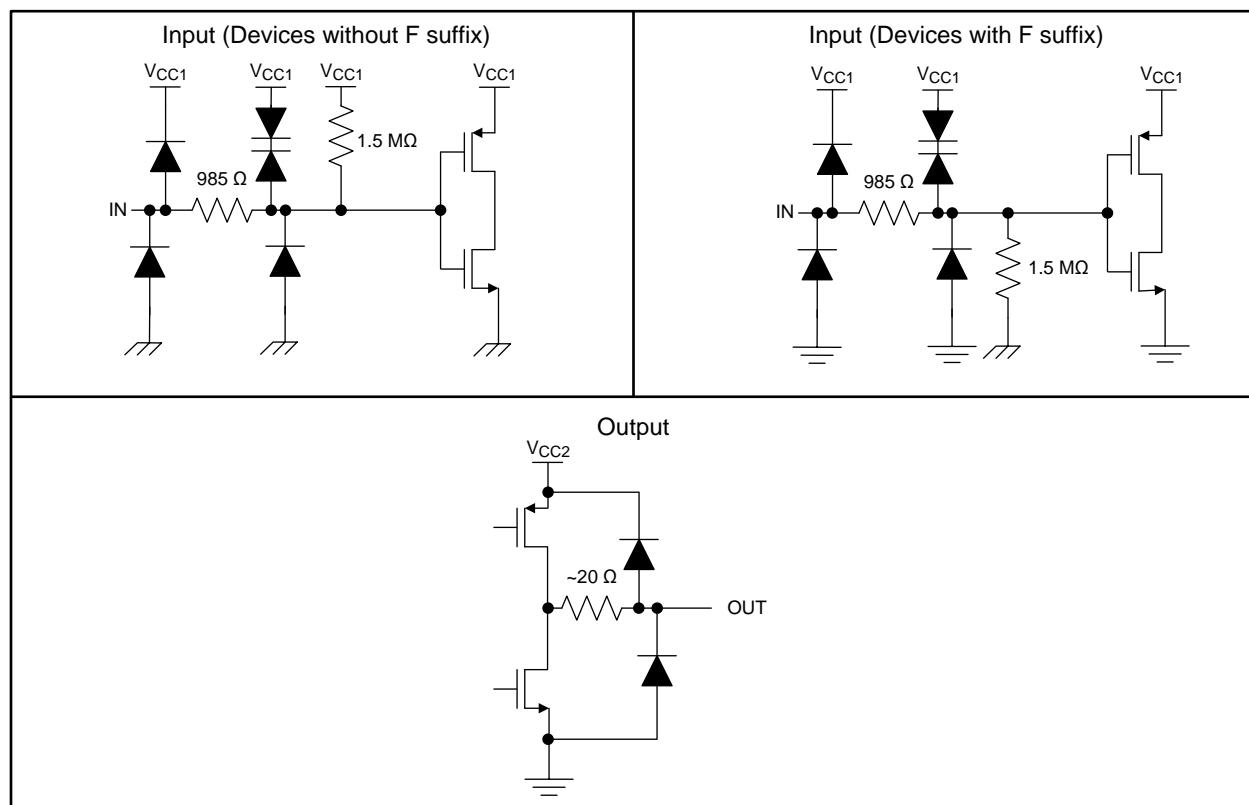 Input (Devices without F suffix)
VCC1 VCC1 VCC1 VCC1
1.5 MΩ
985 Ω
IN
Input (Devices with F suffix)
VCC1 VCC1 VCC1
985 Ω
IN
1.5 MΩ
Output
VCC2
~20 Ω
OUT